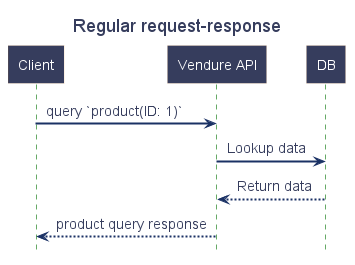 Regular request-response
Client
Vendure API
DB
query `product(ID: 1)`
Lookup data
Return data
product query response